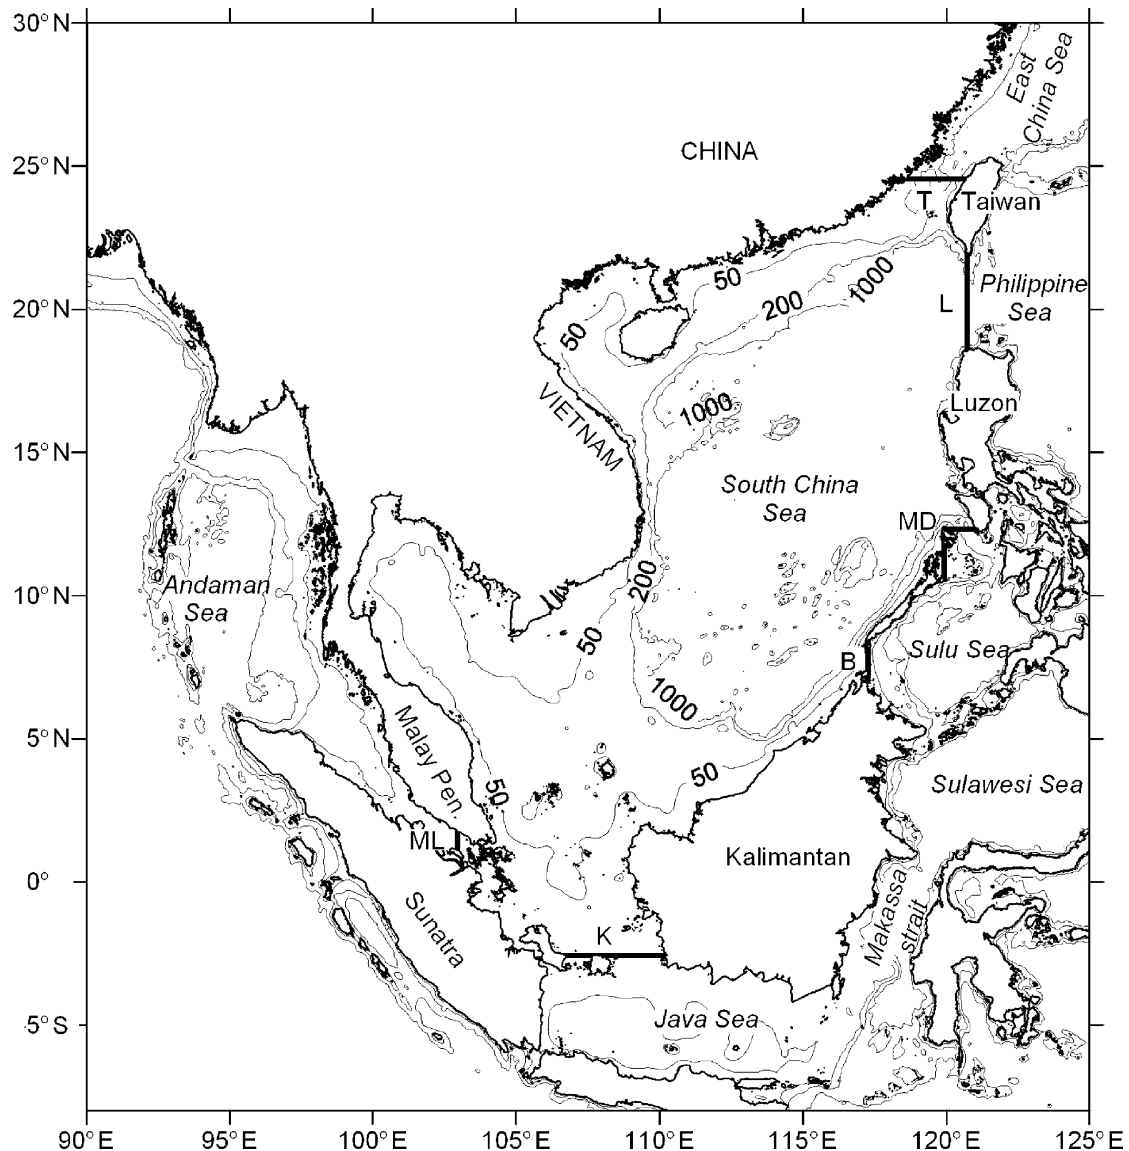 30° N
East
China Sea
CHINA
25° N
T
Taiwan
50
1000
200
Philippine
Sea
20° N
L
50
1000
Luzon
VIETNAM
15° N
South China
Sea
MD
200
10° N
Andaman
Sea
50
Sulu Sea
B
1000
Malay Pen
5° N
50
50
Sulawesi Sea
ML
Kalimantan
0°
Makassa
strait
Sunatra
K
Java Sea
-5° S
90° E
95° E
100° E
105° E
110° E
115° E
120° E
125° E